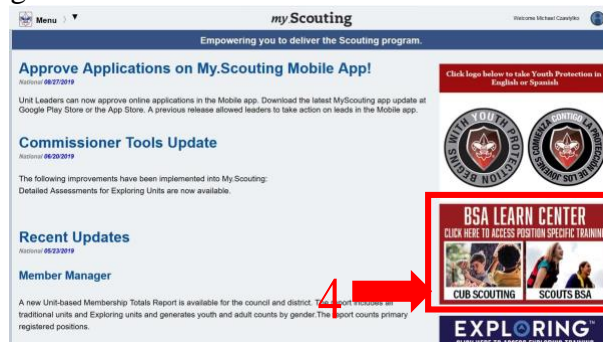 g
Menu
my.Scouting
Welcome Michael Czawlytko
Empowering you to deliver the Scouting program.
Approve Applications on My.Scouting Mobile App!
National 08/27/2019
Unit Leaders can now approve online applications in the Mobile app. Download the latest MyScouting app update at
Google Play Store or the App Store. A previous release allowed leaders to take action on leads in the Mobile app.
Commissioner Tools Update
National 06/20/2019
The following improvements have been implemented into My.Scouting:
Detailed Assessments for Exploring Units are now available.
Recent Updates
National 05/23/2019
Member Manager
A new Unit-based Membership Totals Report is available for the council and district. The report includes all
traditional units and Exploring units and generates youth and adult counts by gender.The report counts primary
registered positions.
4
Click logo below to take Youth Protection in
English or Spanish
YOUTH PROTECTION BEGINS WITH
CONTIGO LA PROTECCIÓN DE LOS JÓVENES COMIENZA
BSA LEARN CENTER
CLICK HERE TO ACCESS POSITION SPECIFIC TRAINING
CUB SCOUTING
SCOUTS BSA
EXPLORING
CLICK HERE TO ACCESS EXPLORING TRAINING